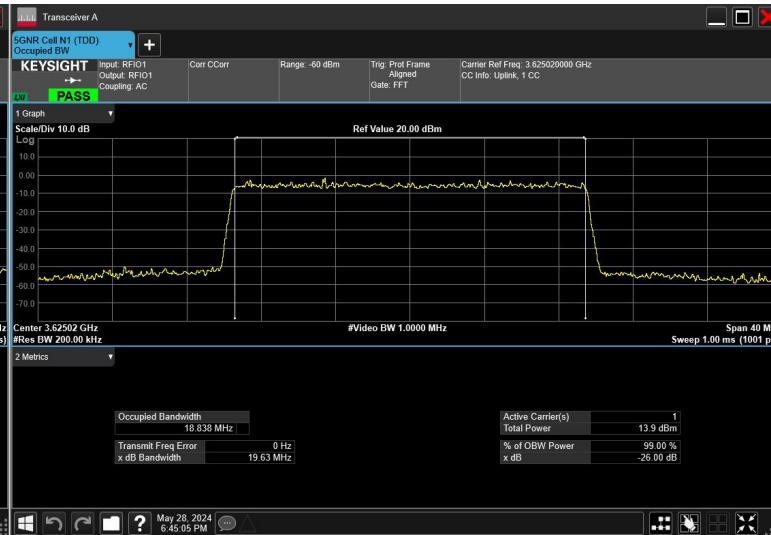 Transceiver A
5GNR Cell N1 (TDD)
Occupied BW
+
KEYSIGHT
LXI
PASS
Input: RFIO1
Output: RFIO1
Coupling: AC
Corr CCorr
Range: -60 dBm
Trig: Prot Frame
Aligned
Gate: FFT
Carrier Ref Freq: 3.625020000 GHz
CC Info: Uplink, 1 CC
1 Graph
Scale/Div 10.0 dB
Ref Value 20.00 dBm
Log
10.0
0.00
-10.0
-20.0
-30.0
-40.0
-50.0
-60.0
-70.0
Center 3.62502 GHz
#Video BW 1.0000 MHz
Span 40 M
#Res BW 200.00 kHz
Sweep 1.00 ms (1001 p
2 Metrics
Occupied Bandwidth
18.838 MHz
Transmit Freq Error 0 Hz
x dB Bandwidth 19.63 MHz
Active Carrier(s) 1
Total Power 13.9 dBm
% of OBW Power 99.00 %
x dB -26.00 dB
?
May 28, 2024
6:45:05 PM